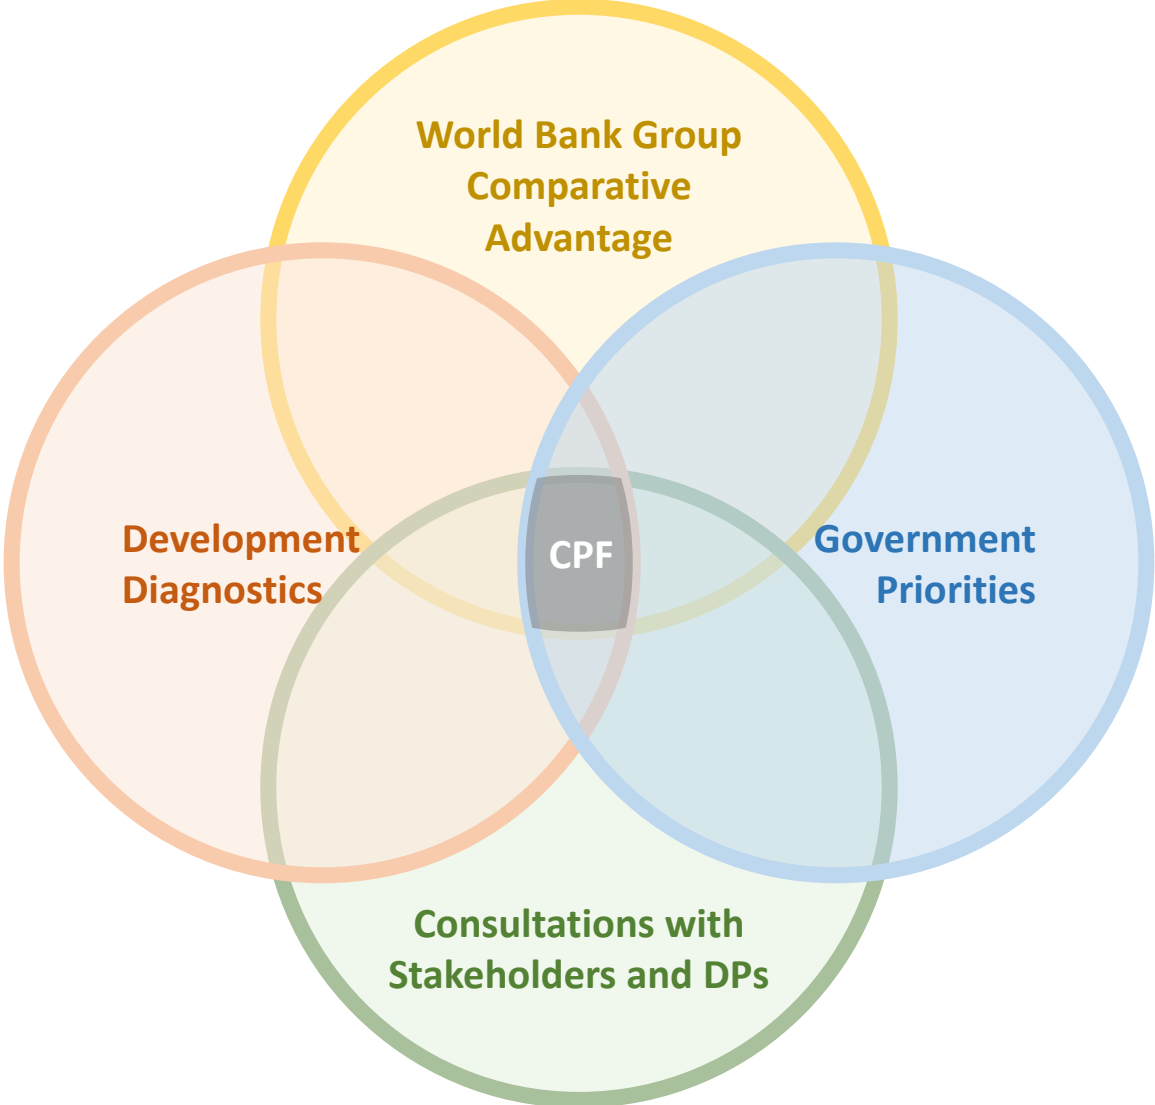 World Bank Group
Comparative
Advantage
Development
Diagnostics
CPF
Government
Priorities
Consultations with
Stakeholders and DPs